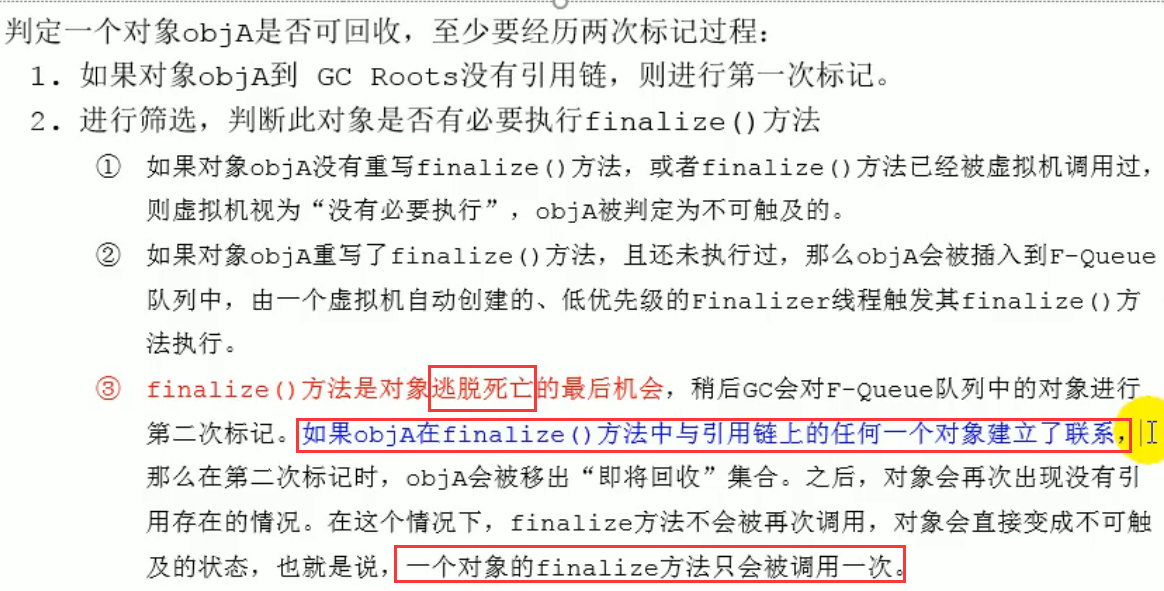 判定一个对象objA是否可回收，至少要经历两次标记过程：
1. 如果对象objA到 GC Roots没有引用链，则进行第一次标记。
2. 进行筛选，判断此对象是否有必要执行finalize()方法
① 如果对象objA没有重写finalize()方法，或者finalize()方法已经被虚拟机调用过，
则虚拟机视为“没有必要执行”，objA被判定为不可触及的。
② 如果对象objA重写了finalize()方法，且还未执行过，那么objA会被插入到F-Queue
队列中，由一个虚拟机自动创建的、低优先级的Finalizer线程触发其finalize()方
法执行。
③ finalize()方法是对象逃脱死亡的最后机会，稍后GC会对F-Queue队列中的对象进行
第二次标记。如果objA在finalize()方法中与引用链上的任何一个对象建立了联系，
那么在第二次标记时，objA会被移出“即将回收”集合。之后，对象会再次出现没有引
用存在的情况。在这个情况下，finalize方法不会被再次调用，对象会直接变成不可触
及的状态，也就是说，一个对象的finalize方法只会被调用一次。